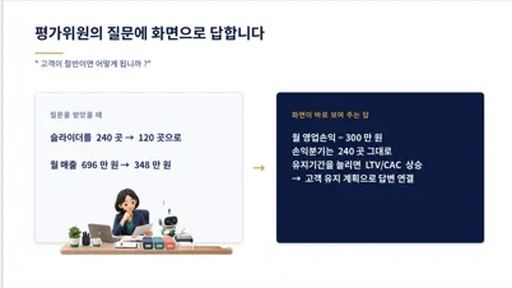 평가위원의 질문에 화면으로 답합니다
" 고객이 절반이면 어떻게 됩니까 ?"
질문을 받았을 때
슬라이더를 240 곳 → 120 곳으로
월 매출 696 만 원 → 348 만 원
→
화면이 바로 보여 주는 답
월 영업손익 – 300 만 원
손익분기는 240 곳 그대로
유지기간을 늘리면 LTV/CAC 상승
→ 고객 유지 계획으로 답변 연결